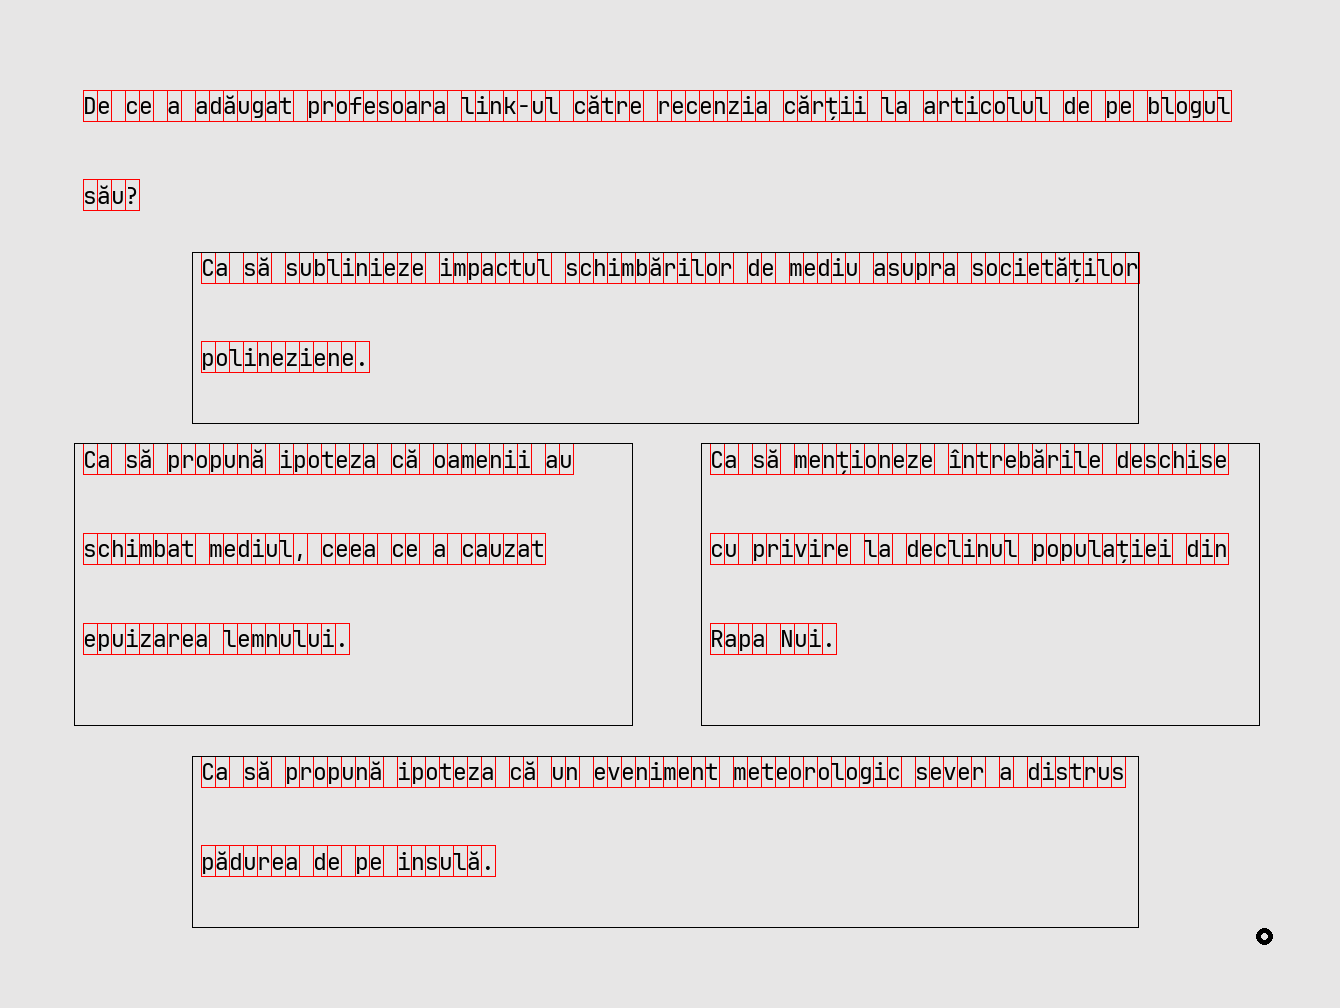 De ce a adăugat profesoara link-ul către recenzia cărții la articolul de pe blogul
său?
Ca să sublinieze impactul schimbărilor de mediu asupra societăților
polineziene.
Ca să propună ipoteza că oamenii au
schimbat mediul, ceea ce a cauzat
epuizarea lemnului.
Ca să menționeze întrebările deschise
cu privire la declinul populației din
Rapa Nui.
Ca să propună ipoteza că un eveniment meteorologic sever a distrus
pădurea de pe insulă.